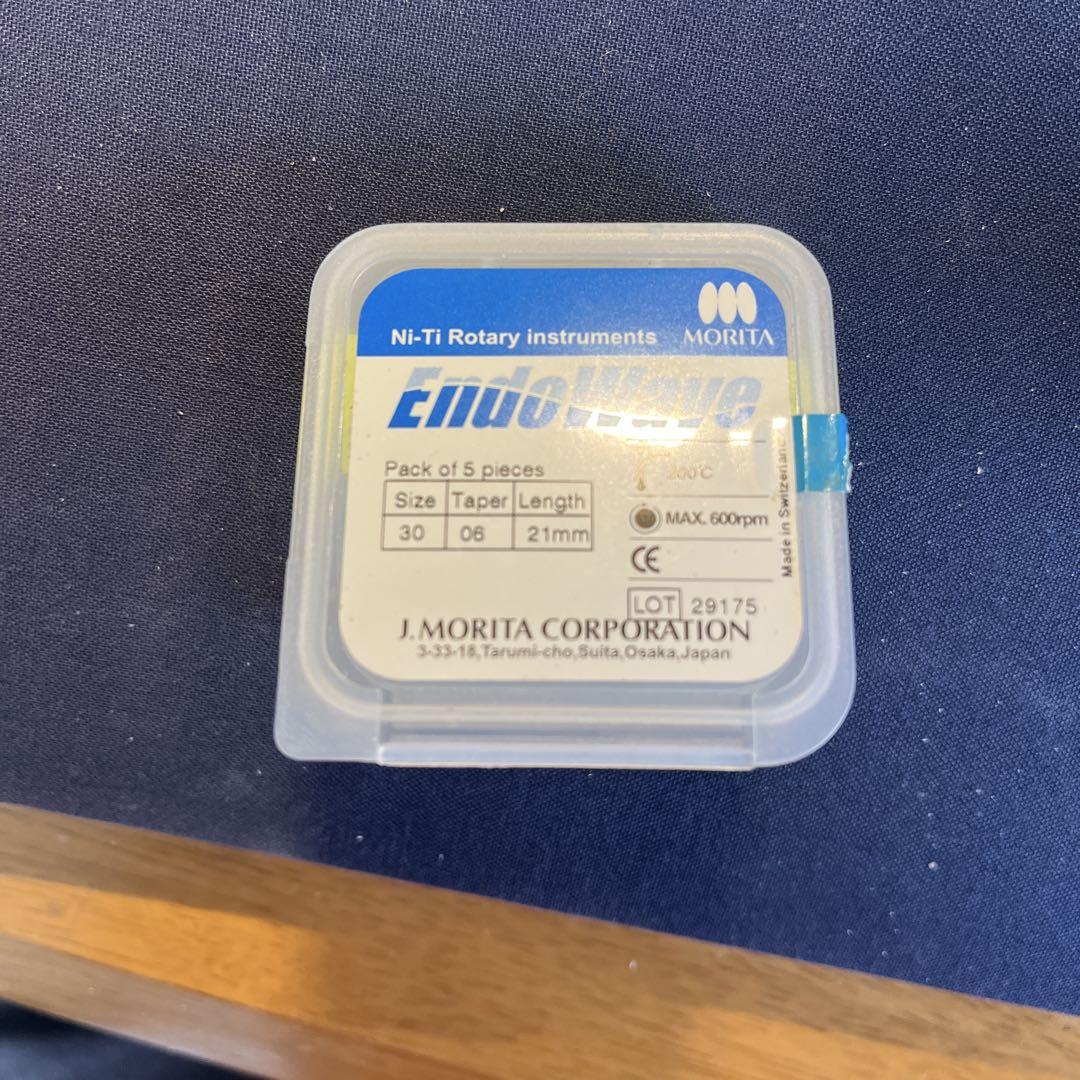 Ni-Ti Rotary instruments
MORITA
EndoWave
Pack of 5 pieces
Size Taper Length
30 06 21mm
200°C
MAX. 600rpm
CE
LOT 29175
Made in Switzerland
J. MORITA CORPORATION
3-33-18,Tarumi-cho,Suita,Osaka,Japan